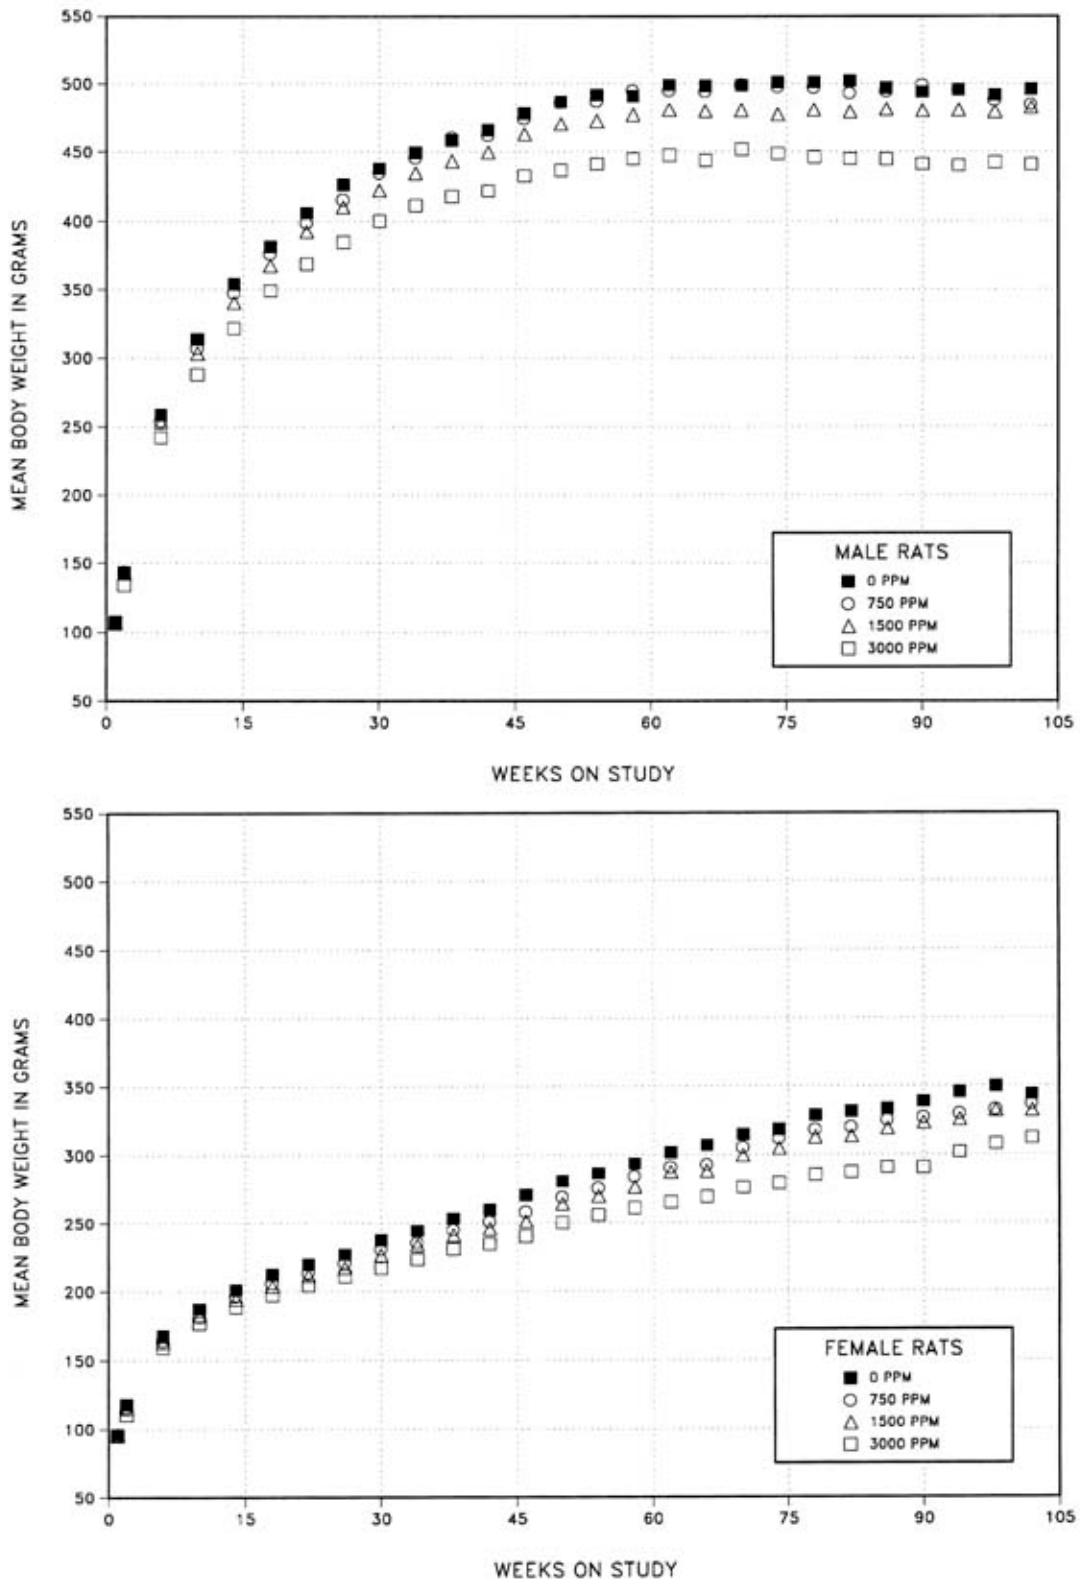 550
500
450
400
350
300
250
200
150
100
50
MEAN BODY WEIGHT IN GRAMS
MALE RATS
0 PPM
750 PPM
1500 PPM
3000 PPM
0 15 30 45 60 75 90 105
WEEKS ON STUDY
550
500
450
400
350
300
250
200
150
100
50
MEAN BODY WEIGHT IN GRAMS
FEMALE RATS
0 PPM
750 PPM
1500 PPM
3000 PPM
0 15 30 45 60 75 90 105
WEEKS ON STUDY